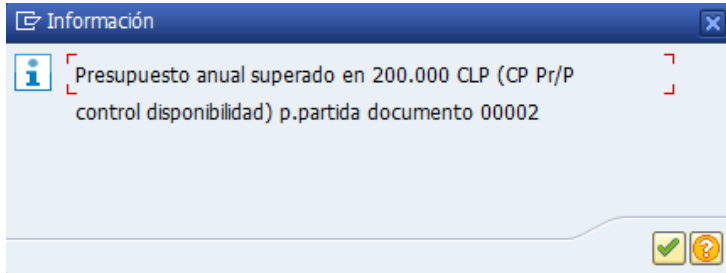 Información
Presupuesto anual superado en 200.000 CLP (CP Pr/P
control disponibilidad) p.partida documento 00002